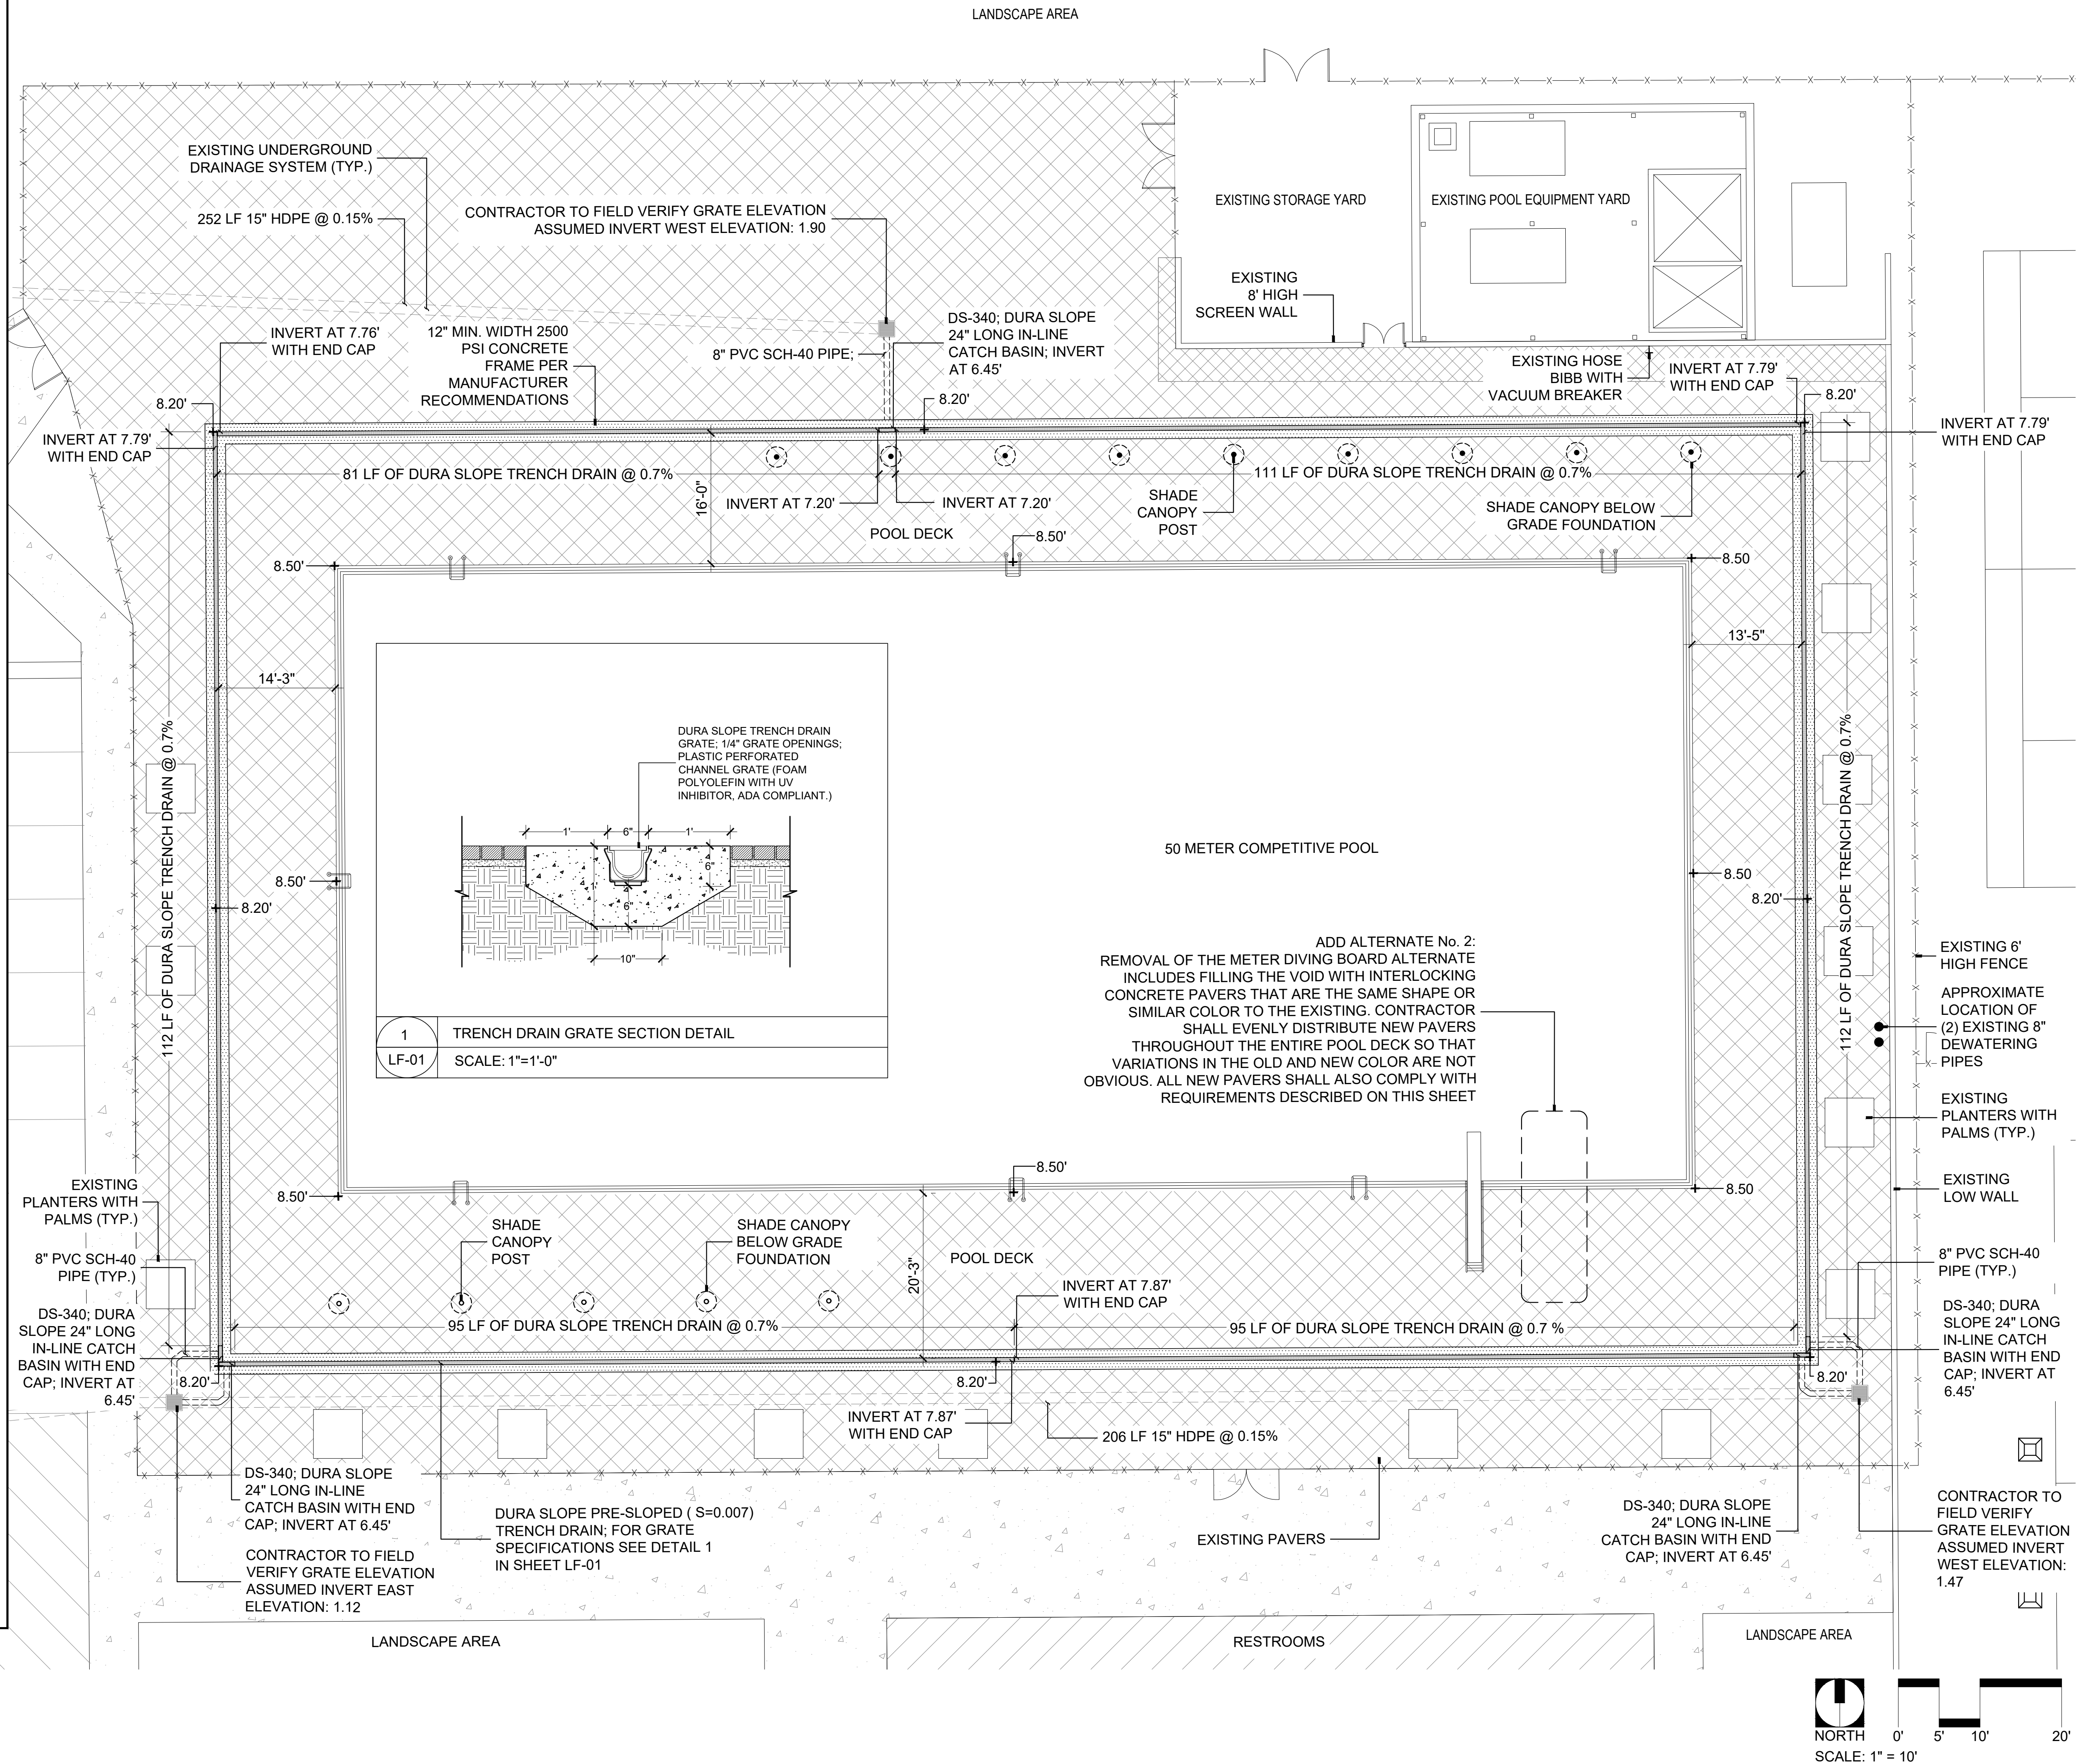 LANDSCAPE AREA
EXISTING UNDERGROUND
DRAINAGE SYSTEM (TYP.)
252 LF 15" HDPE @ 0.15%
CONTRACTOR TO FIELD VERIFY GRATE ELEVATION
ASSUMED INVERT WEST ELEVATION: 1.90
EXISTING STORAGE YARD
EXISTING POOL EQUIPMENT YARD
EXISTING
8' HIGH
SCREEN WALL
INVERT AT 7.76'
WITH END CAP
12" MIN. WIDTH 2500
PSI CONCRETE
FRAME PER
MANUFACTURER
RECOMMENDATIONS
8" PVC SCH-40 PIPE;
DS-340; DURA SLOPE
24" LONG IN-LINE
CATCH BASIN; INVERT
AT 6.45'
EXISTING HOSE
BIBB WITH
VACUUM BREAKER
INVERT AT 7.79'
WITH END CAP
8.20'
8.20'
8.20'
INVERT AT 7.79'
WITH END CAP
INVERT AT 7.79'
WITH END CAP
81 LF OF DURA SLOPE TRENCH DRAIN @ 0.7%
16'-0"
INVERT AT 7.20'
INVERT AT 7.20'
111 LF OF DURA SLOPE TRENCH DRAIN @ 0.7%
SHADE
CANOPY
POST
SHADE CANOPY BELOW
GRADE FOUNDATION
POOL DECK
8.50'
8.50'
8.50
13'-5"
14'-3"
112 LF OF DURA SLOPE TRENCH DRAIN @ 0.7%
112 LF OF DURA SLOPE TRENCH DRAIN @ 0.7%
DURA SLOPE TRENCH DRAIN
GRATE; 1/4" GRATE OPENINGS;
PLASTIC PERFORATED
CHANNEL GRATE (FOAM
POLYOLEFIN WITH UV
INHIBITOR, ADA COMPLIANT.)
1'
6"
1'
6"
1'
6"
10"
1
TRENCH DRAIN GRATE SECTION DETAIL
LF-01
SCALE: 1"=1'-0"
50 METER COMPETITIVE POOL
8.50'
8.50
8.20'
8.20'
ADD ALTERNATE No. 2:
REMOVAL OF THE METER DIVING BOARD ALTERNATE
INCLUDES FILLING THE VOID WITH INTERLOCKING
CONCRETE PAVERS THAT ARE THE SAME SHAPE OR
SIMILAR COLOR TO THE EXISTING. CONTRACTOR
SHALL EVENLY DISTRIBUTE NEW PAVERS
THROUGHOUT THE ENTIRE POOL DECK SO THAT
VARIATIONS IN THE OLD AND NEW COLOR ARE NOT
OBVIOUS. ALL NEW PAVERS SHALL ALSO COMPLY WITH
REQUIREMENTS DESCRIBED ON THIS SHEET
EXISTING 6'
HIGH FENCE
APPROXIMATE
LOCATION OF
(2) EXISTING 8"
DEWATERING
PIPES
EXISTING
PLANTERS WITH
PALMS (TYP.)
EXISTING
LOW WALL
8" PVC SCH-40
PIPE (TYP.)
DS-340; DURA
SLOPE 24" LONG
IN-LINE CATCH
BASIN WITH END
CAP; INVERT AT
6.45'
EXISTING
PLANTERS WITH
PALMS (TYP.)
8" PVC SCH-40
PIPE (TYP.)
DS-340; DURA
SLOPE 24" LONG
IN-LINE CATCH
BASIN WITH END
CAP; INVERT AT
6.45'
8.50'
8.50'
8.50
SHADE
CANOPY
POST
SHADE CANOPY
BELOW GRADE
FOUNDATION
20'-3"
POOL DECK
INVERT AT 7.87'
WITH END CAP
95 LF OF DURA SLOPE TRENCH DRAIN @ 0.7%
95 LF OF DURA SLOPE TRENCH DRAIN @ 0.7 %
8.20'
8.20'
8.20'
INVERT AT 7.87'
WITH END CAP
206 LF 15" HDPE @ 0.15%
DS-340; DURA SLOPE
24" LONG IN-LINE
CATCH BASIN WITH END
CAP; INVERT AT 6.45'
CONTRACTOR TO FIELD
VERIFY GRATE ELEVATION
ASSUMED INVERT EAST
ELEVATION: 1.12
DURA SLOPE PRE-SLOPED ( S=0.007)
TRENCH DRAIN; FOR GRATE
SPECIFICATIONS SEE DETAIL 1
IN SHEET LF-01
EXISTING PAVERS
DS-340; DURA SLOPE
24" LONG IN-LINE
CATCH BASIN WITH END
CAP; INVERT AT 6.45'
CONTRACTOR TO
FIELD VERIFY
GRATE ELEVATION
ASSUMED INVERT
WEST ELEVATION:
1.47
LANDSCAPE AREA
RESTROOMS
LANDSCAPE AREA
NORTH
0'
5'
10'
20'
SCALE: 1" = 10'